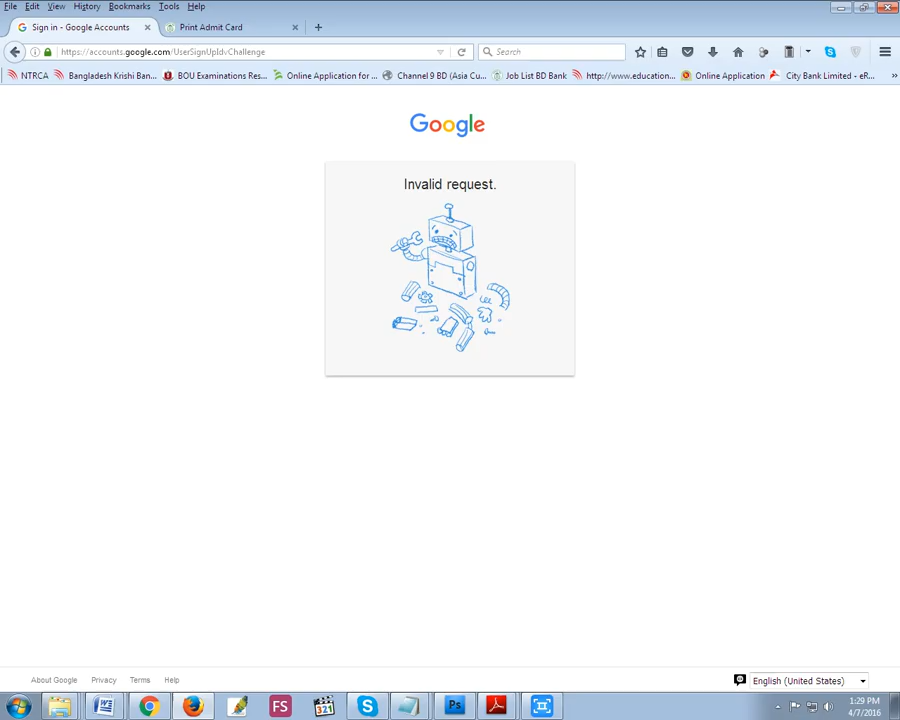 File Edit View History Bookmarks Tools Help
Sign in - Google Accounts Print Admit Card
https://accounts.google.com/UserSignUpIdvChallenge Search
NTRCA Bangladesh Krishi Ban... BOU Examinations Res... Online Application for ... Channel 9 BD (Asia Cu... Job List BD Bank http://www.education... Online Application City Bank Limited - eR...
Google
Invalid request.
About Google Privacy Terms Help English (United States)
FS 321 Ps 1:29 PM
4/7/2016